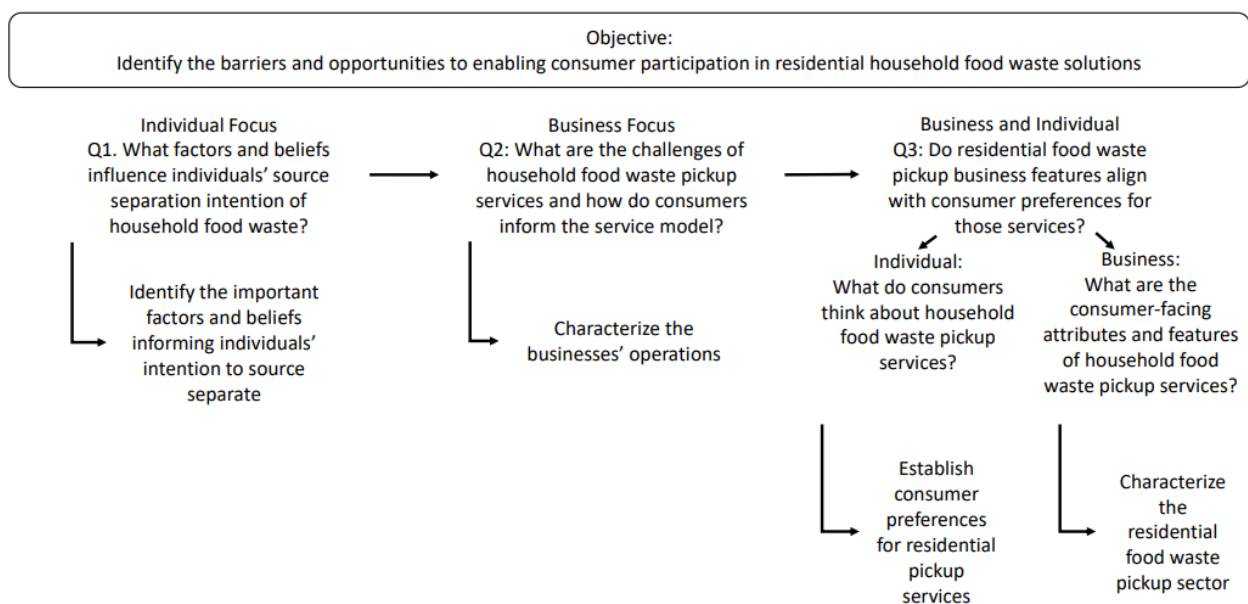 Objective:
Identify the barriers and opportunities to enabling consumer participation in residential household food waste solutions
Individual Focus
Q1. What factors and beliefs
influence individuals’ source
separation intention of
household food waste?
Identify the important
factors and beliefs
informing individuals’
intention to source
separate
Business Focus
Q2: What are the challenges of
household food waste pickup
services and how do consumers
inform the service model?
Characterize the
businesses’ operations
Business and Individual
Q3: Do residential food waste
pickup business features align
with consumer preferences for
those services?
Individual:
What do consumers
think about household
food waste pickup
services?
Establish
consumer
preferences
for residential
pickup
services
Business:
What are the
consumer-facing
attributes and features
of household food
waste pickup services?
Characterize
the
residential
food waste
pickup sector